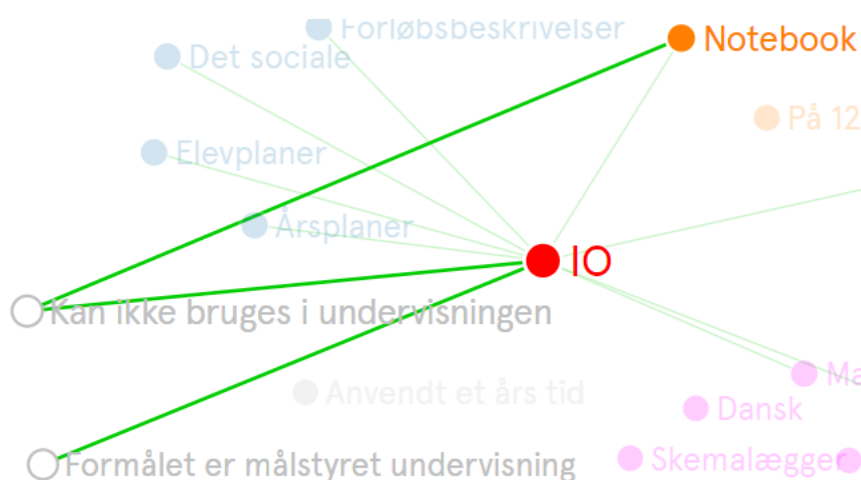 Forløbsbeskrivelser
Det sociale
Notebook
På 12
Elevplaner
Årsplaner
IO
Kan ikke bruges i undervisningen
Ma
Anvendt et års tid
Dansk
Skemalægger
Formålet er målstyret undervisning